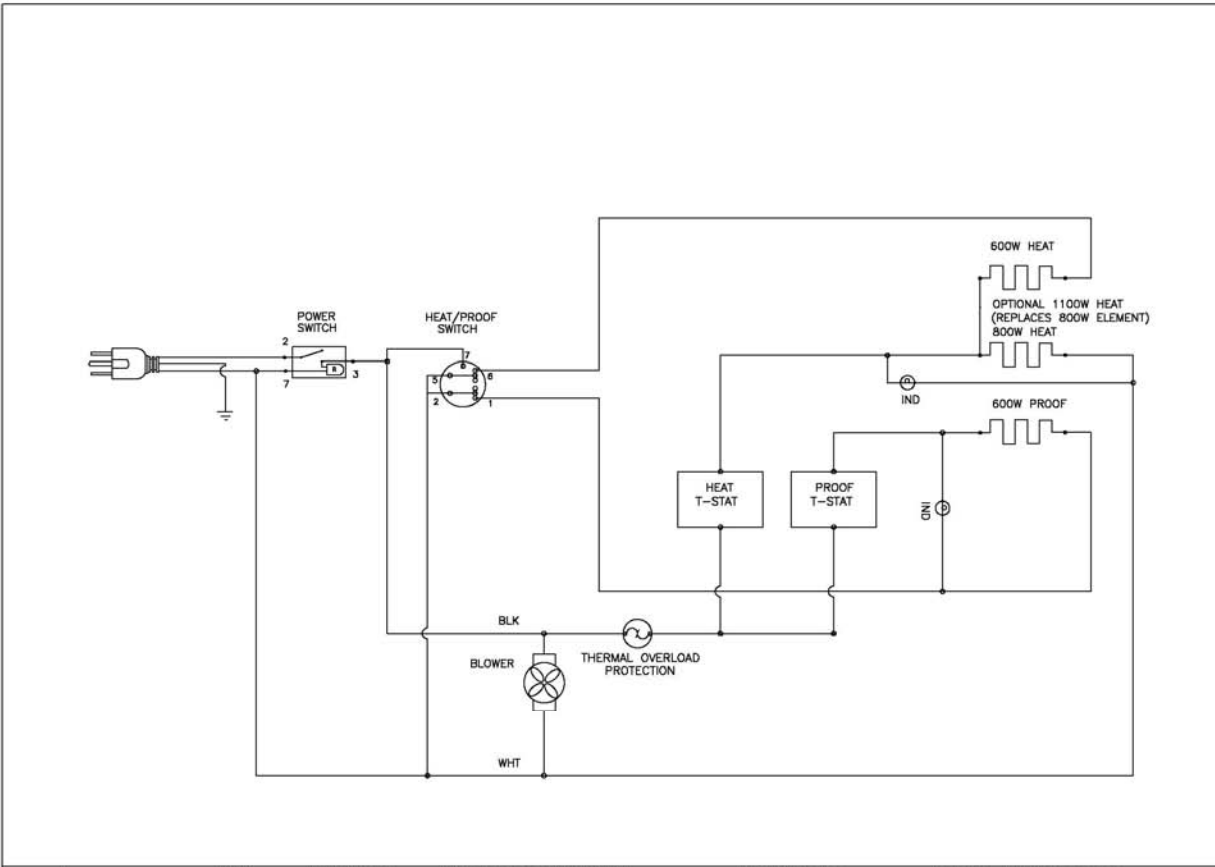 600W HEAT
OPTIONAL 1100W HEAT
(REPLACES 800W ELEMENT)
800W HEAT
POWER
SWITCH
HEAT/PROOF
SWITCH
2
7
3
7
5
6
2
1
R
IND
600W PROOF
HEAT
T-STAT
PROOF
T-STAT
IND
BLK
BLOWER
THERMAL OVERLOAD
PROTECTION
WHT